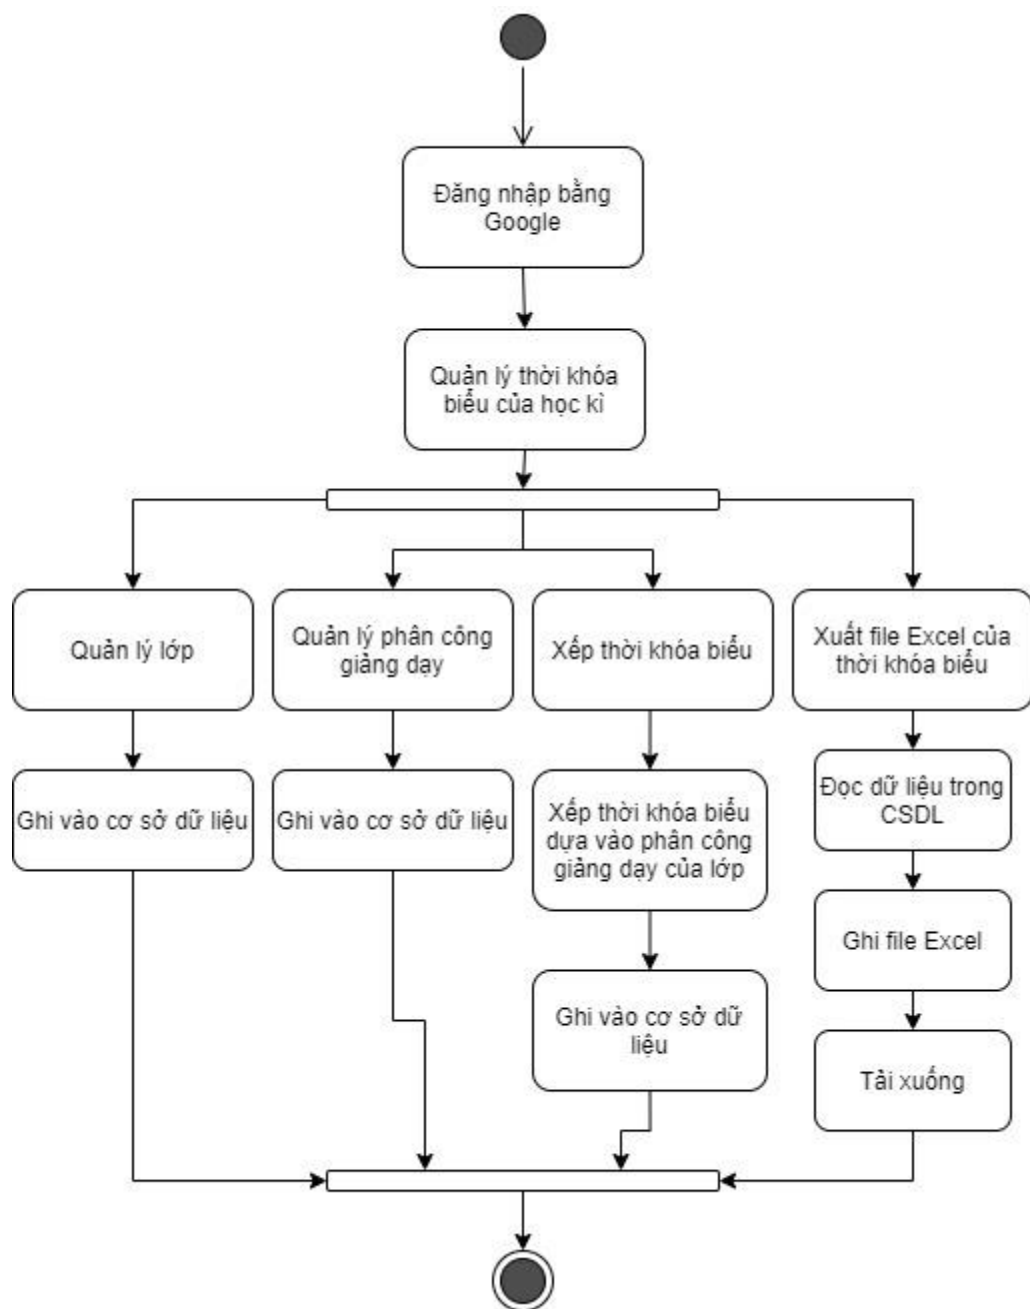 Đăng nhập bằng
Google
Quản lý thời khóa
biểu của học kì
Quản lý lớp
Quản lý phân công
giảng dạy
Xếp thời khóa biểu
Xuất file Excel của
thời khóa biểu
Ghi vào cơ sở dữ liệu
Ghi vào cơ sở dữ liệu
Xếp thời khóa biểu
dựa vào phân công
giảng dạy của lớp
Đọc dữ liệu trong
CSDL
Ghi file Excel
Ghi vào cơ sở dữ
liệu
Tải xuống